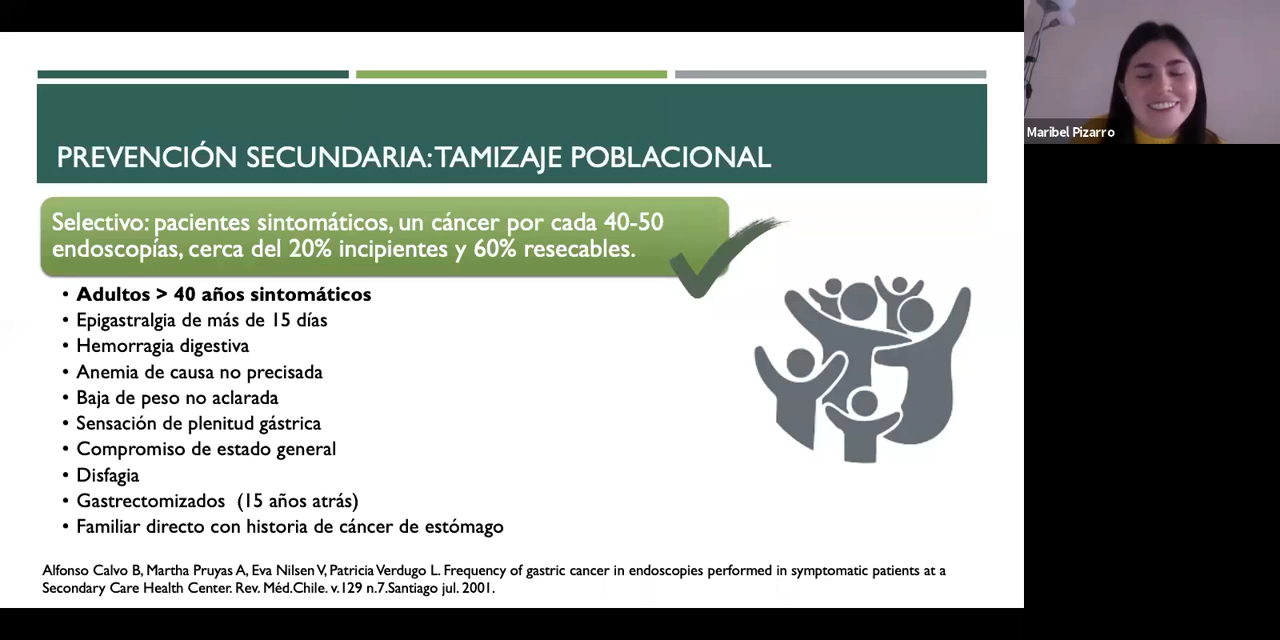 PREVENCIÓN SECUNDARIA: TAMIZAJE POBLACIONAL
Selectivo: pacientes sintomáticos, un cáncer por cada 40-50
endoscopías, cerca del 20% incipientes y 60% resecables.
• Adultos > 40 años sintomáticos
• Epigastralgia de más de 15 días
• Hemorragia digestiva
• Anemia de causa no precisada
• Baja de peso no aclarada
• Sensación de plenitud gástrica
• Compromiso de estado general
• Disfagia
• Gastrectomizados (15 años atrás)
• Familiar directo con historia de cáncer de estómago
Alfonso Calvo B, Martha Pruyas A, Eva Nilsen V, Patricia Verdugo L. Frequency of gastric cancer in endoscopies performed in symptomatic patients at a
Secondary Care Health Center. Rev. Méd.Chile. v.129 n.7.Santiago jul. 2001.
Maribel Pizarro